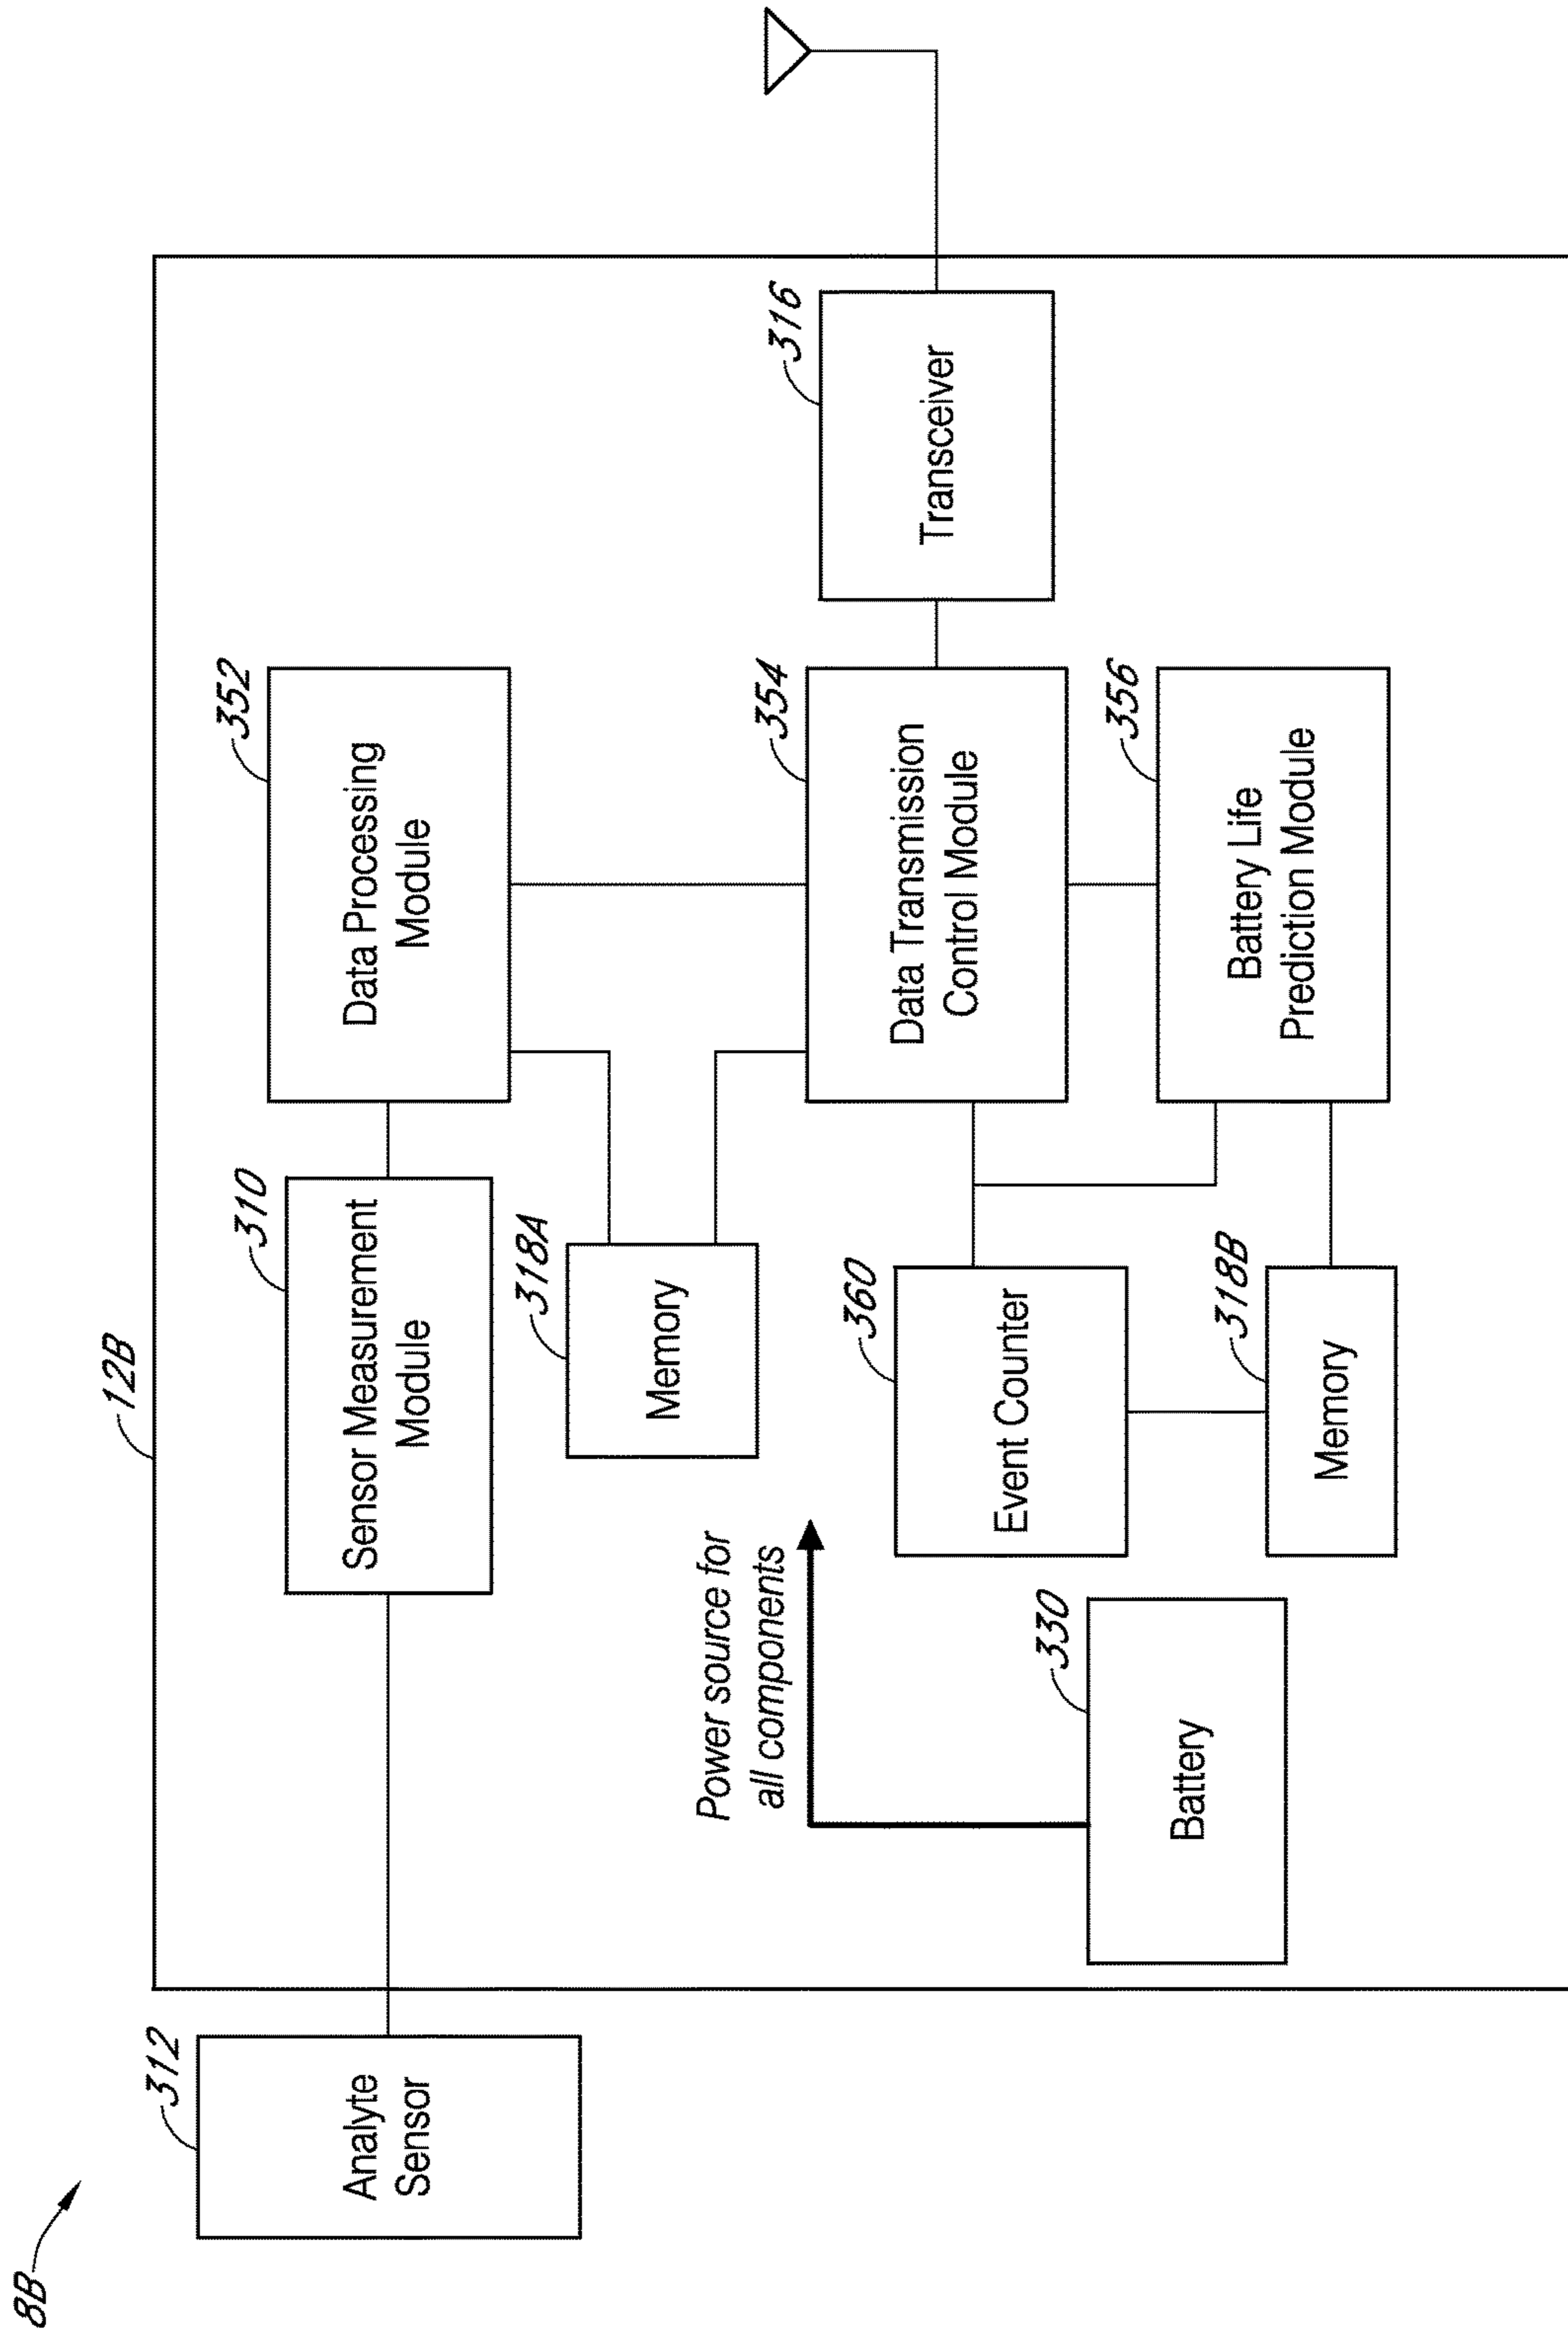 8B
312
Analyte
Sensor
12B
310
Sensor Measurement
Module
352
Data Processing
Module
318A
Memory
Power source for
all components
354
Data Transmission
Control Module
316
Transceiver
360
Event Counter
356
Battery Life
Prediction Module
330
Battery
318B
Memory